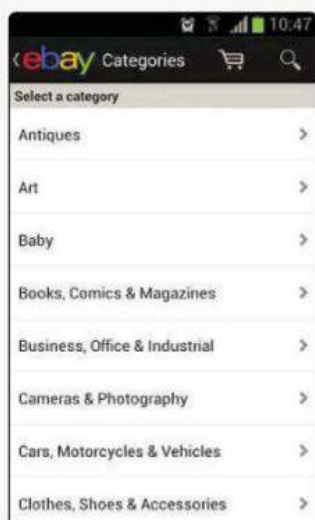 10:47
ebay Categories
Select a category
Antiques
Art
Baby
Books, Comics & Magazines
Business, Office & Industrial
Cameras & Photography
Cars, Motorcycles & Vehicles
Clothes, Shoes & Accessories